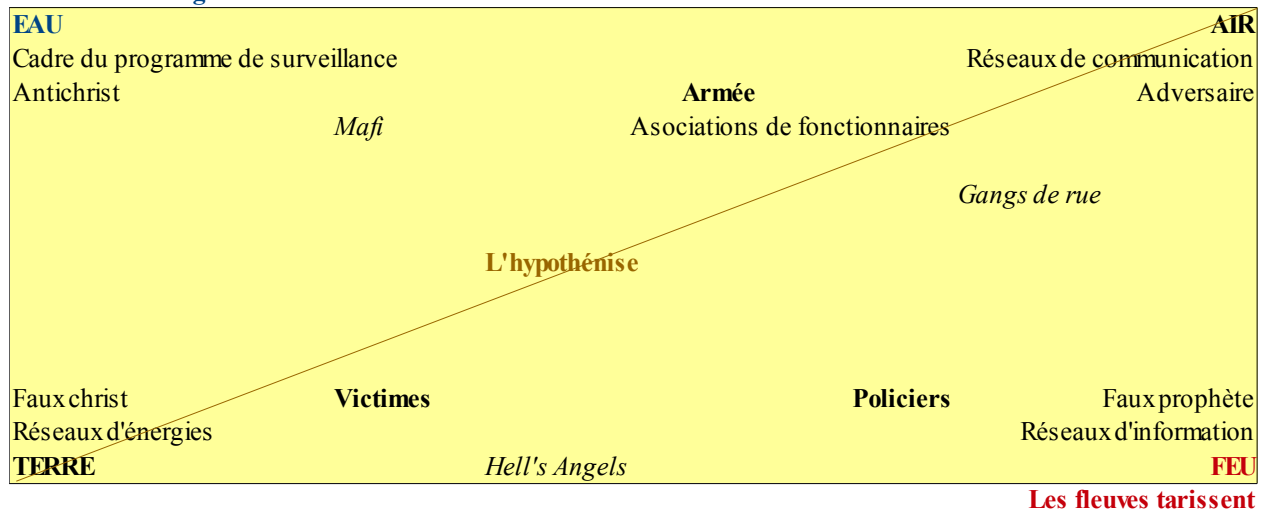 EAU AIR
Cadre du programme de surveillance Réseaux de communication
Antichrist Armée Adversaire
Mafi Asociations de fonctionnaires
Gangs de rue
L'hypothénise
Faux christ Victimes Policiers Faux prophète
Réseaux d'énergies Réseaux d'information
TERRE Hell's Angels FEU
Les fleuves tarissent